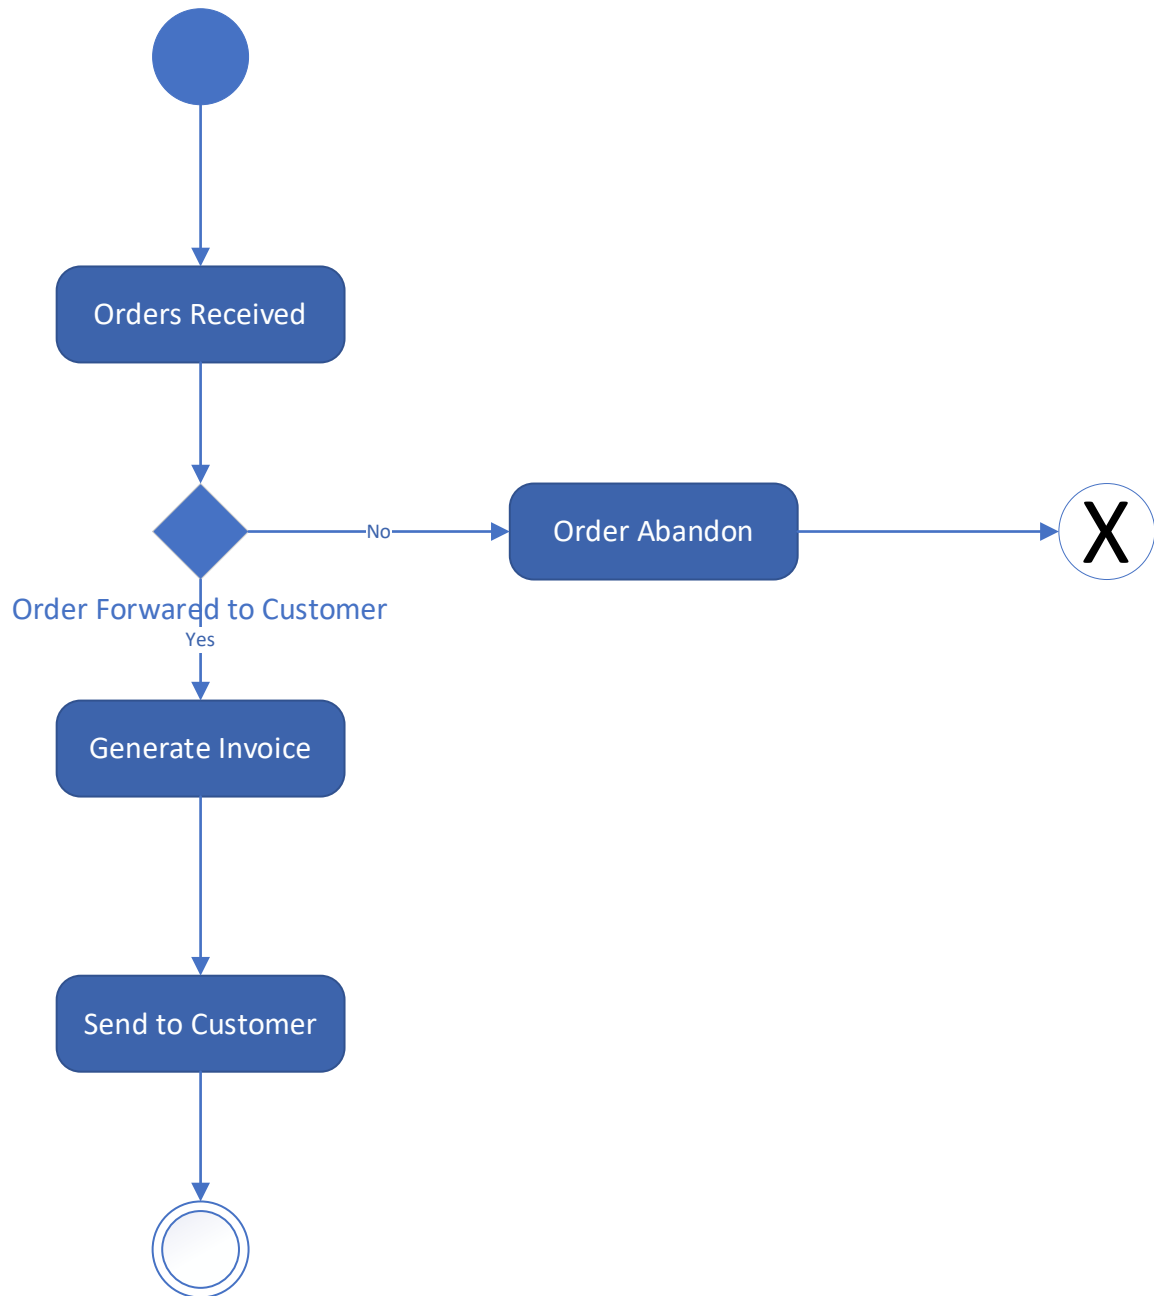 Orders Received
No
Order Abandon
X
Order Forwared to Customer
Yes
Generate Invoice
Send to Customer